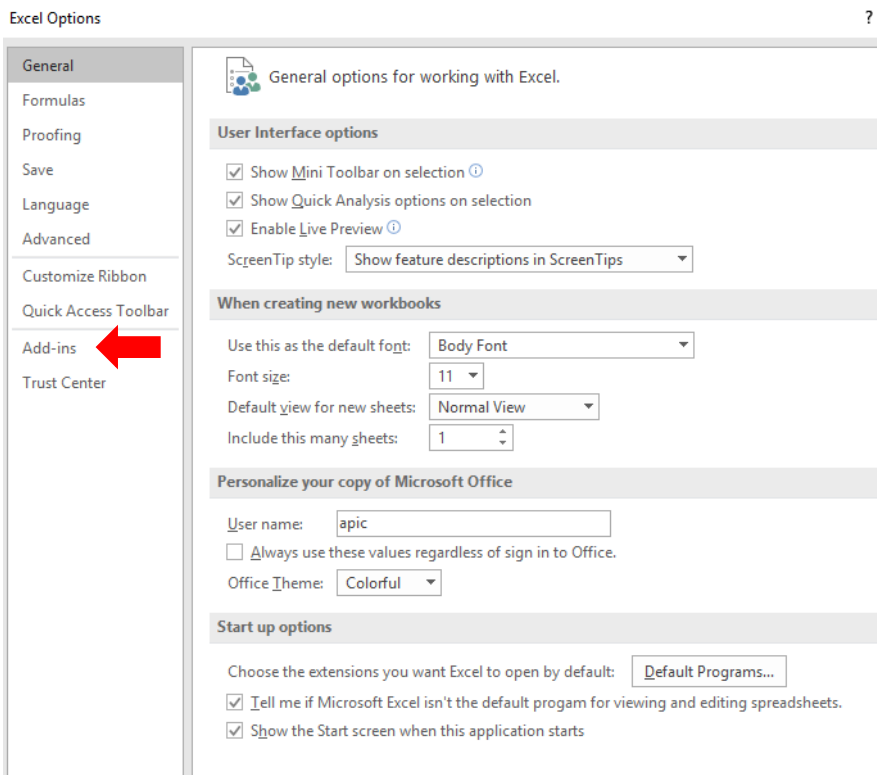 Excel Options
?
General
Formulas
Proofing
Save
Language
Advanced
Customize Ribbon
Quick Access Toolbar
Add-ins
Trust Center
General options for working with Excel.
User Interface options
Show Mini Toolbar on selection
Show Quick Analysis options on selection
Enable Live Preview
ScreenTip style: Show feature descriptions in ScreenTips
When creating new workbooks
Use this as the default font: Body Font
Font size: 11
Default view for new sheets: Normal View
Include this many sheets: 1
Personalize your copy of Microsoft Office
User name: apic
Always use these values regardless of sign in to Office.
Office Theme: Colorful
Start up options
Choose the extensions you want Excel to open by default: Default Programs...
Tell me if Microsoft Excel isn't the default progam for viewing and editing spreadsheets.
Show the Start screen when this application starts